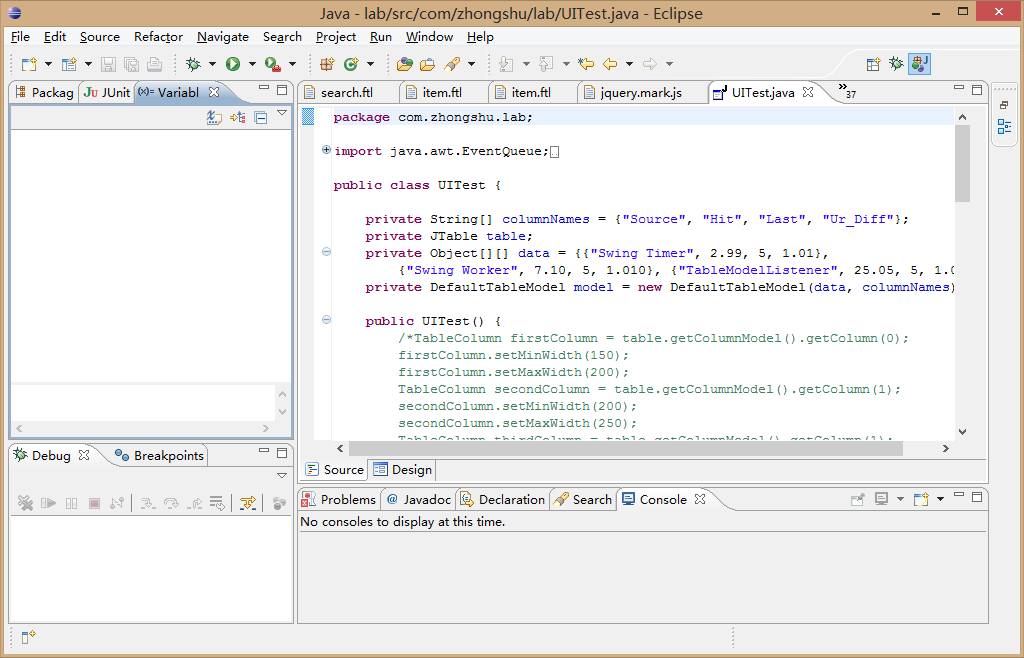 Java - lab/src/com/zhongshu/lab/UITest.java - Eclipse
File Edit Source Refactor Navigate Search Project Run Window Help
Packag JUnit Variabl
search.ftl item.ftl item.ftl jquery.mark.js UITest.java »37
package com.zhongshu.lab;
import java.awt.EventQueue;
public class UITest {
private String[] columnNames = {"Source", "Hit", "Last", "Ur_Diff"};
private JTable table;
private Object[][] data = {{"Swing Timer", 2.99, 5, 1.01},
{"Swing Worker", 7.10, 5, 1.010}, {"TableModelListener", 25.05, 5, 1.0
private DefaultTableModel model = new DefaultTableModel(data, columnNames)
public UITest() {
/*TableColumn firstColumn = table.getColumnModel().getColumn(0);
firstColumn.setMinWidth(150);
firstColumn.setMaxWidth(200);
TableColumn secondColumn = table.getColumnModel().getColumn(1);
secondColumn.setMinWidth(200);
secondColumn.setMaxWidth(250);
TableColumn thirdColumn = table.getColumnModel().getColumn(1);
Source Design
Debug Breakpoints
Problems Javadoc Declaration Search Console
No consoles to display at this time.